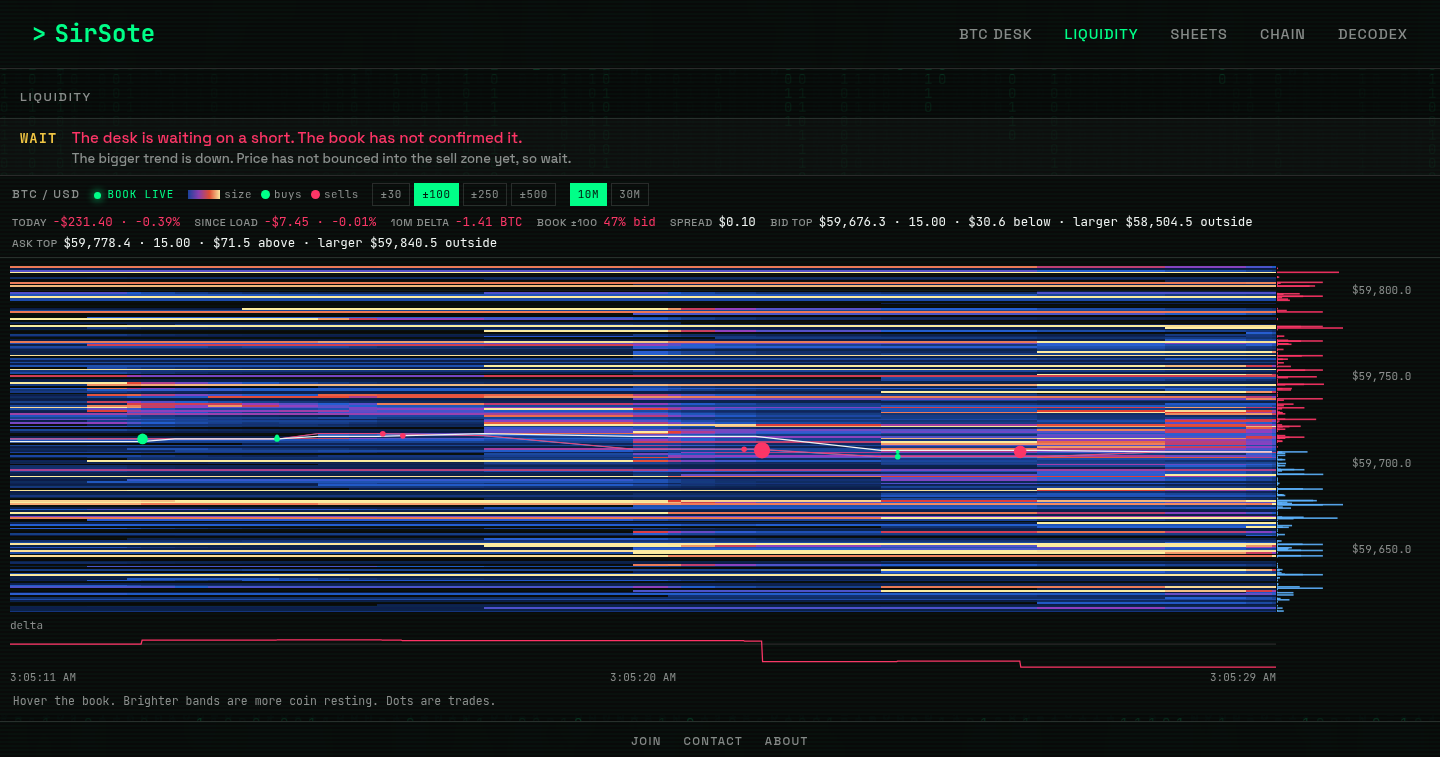 > SirSote
BTC DESK LIQUIDITY SHEETS CHAIN DECODEX
LIQUIDITY
WAIT The desk is waiting on a short. The book has not confirmed it.
The bigger trend is down. Price has not bounced into the sell zone yet, so wait.
BTC / USD BOOK LIVE size buys sells ±30 ±100 ±250 ±500 10M 30M
TODAY -$231.40 · -0.39% SINCE LOAD -$7.45 · -0.01% 10M DELTA -1.41 BTC BOOK ±100 47% bid SPREAD $0.10 BID TOP $59,676.3 · 15.00 · $30.6 below · larger $58,504.5 outside
ASK TOP $59,778.4 · 15.00 · $71.5 above · larger $59,840.5 outside
$59,800.0
$59,750.0
$59,700.0
$59,650.0
delta
3:05:11 AM 3:05:20 AM 3:05:29 AM
Hover the book. Brighter bands are more coin resting. Dots are trades.
JOIN CONTACT ABOUT